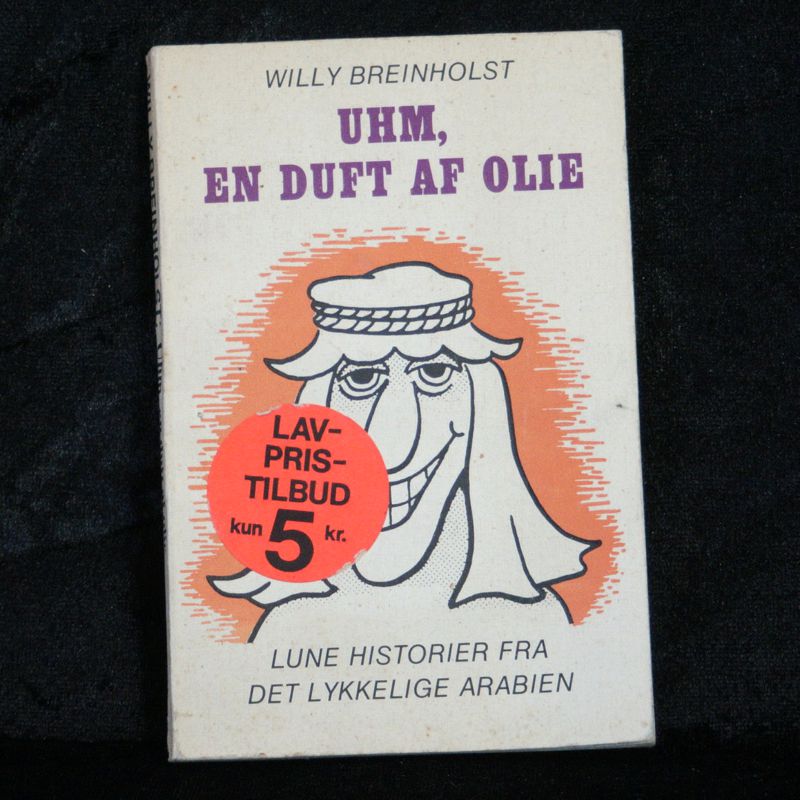 WILLY BREINHOLST
UHM,
EN DUFT AF OLIE
LAV-
PRIS-
TILBUD
kun 5 kr.
LUNE HISTORIER FRA
DET LYKKELIGE ARABIEN